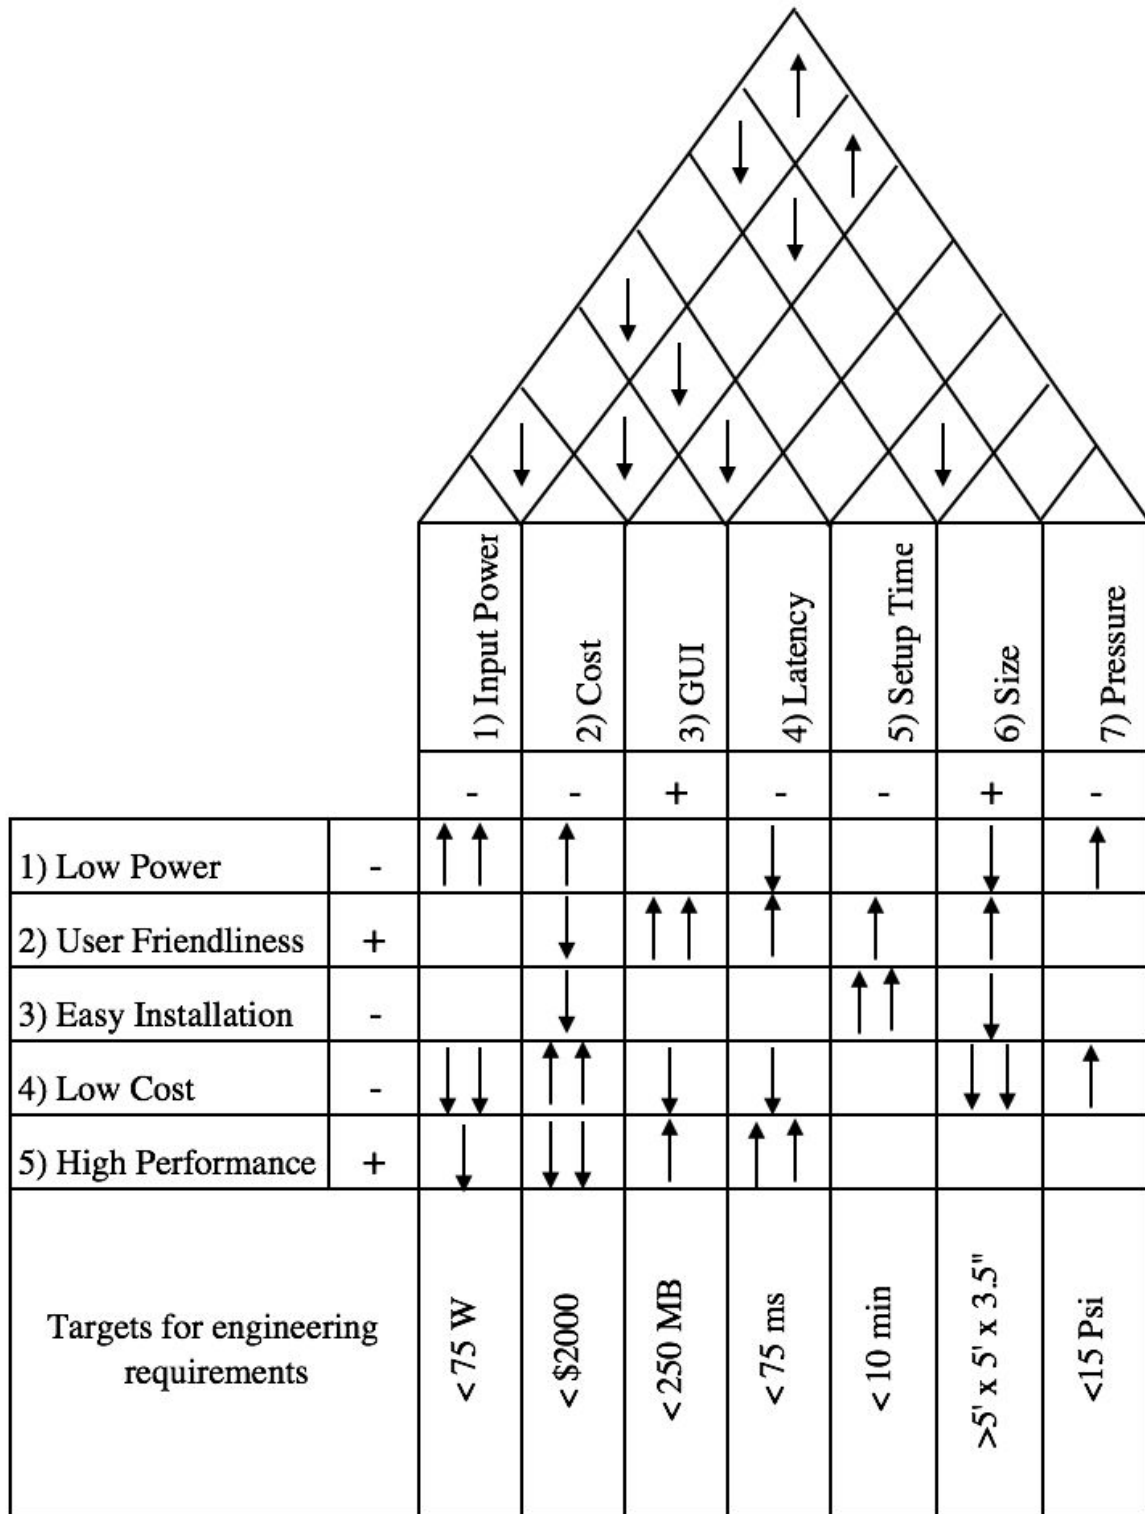 1) Input Power
2) Cost
3) GUI
4) Latency
5) Setup Time
6) Size
7) Pressure
- - + - - + -
1) Low Power -
2) User Friendliness +
3) Easy Installation -
4) Low Cost -
5) High Performance +
Targets for engineering
requirements
< 75 W
< $2000
< 250 MB
< 75 ms
< 10 min
>5' x 5' x 3.5"
<15 Psi